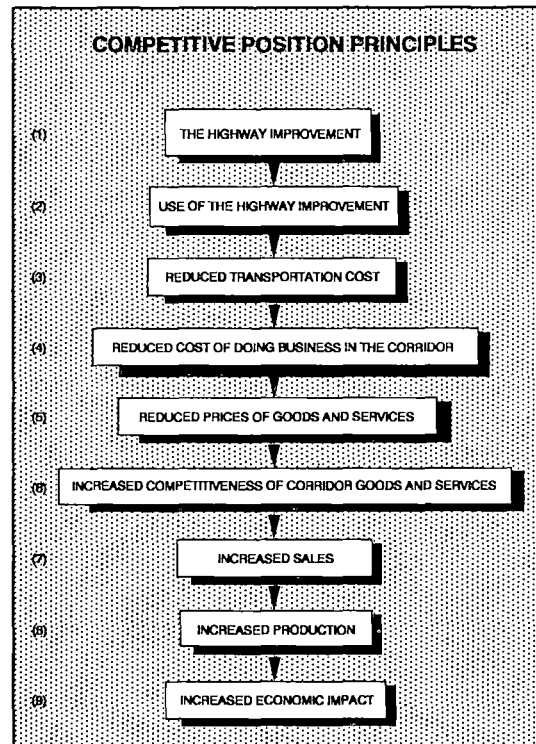 COMPETITIVE POSITION PRINCIPLES
(1) THE HIGHWAY IMPROVEMENT
(2) USE OF THE HIGHWAY IMPROVEMENT
(3) REDUCED TRANSPORTATION COST
(4) REDUCED COST OF DOING BUSINESS IN THE CORRIDOR
(5) REDUCED PRICES OF GOODS AND SERVICES
(6) INCREASED COMPETITIVENESS OF CORRIDOR GOODS AND SERVICES
(7) INCREASED SALES
(8) INCREASED PRODUCTION
(9) INCREASED ECONOMIC IMPACT